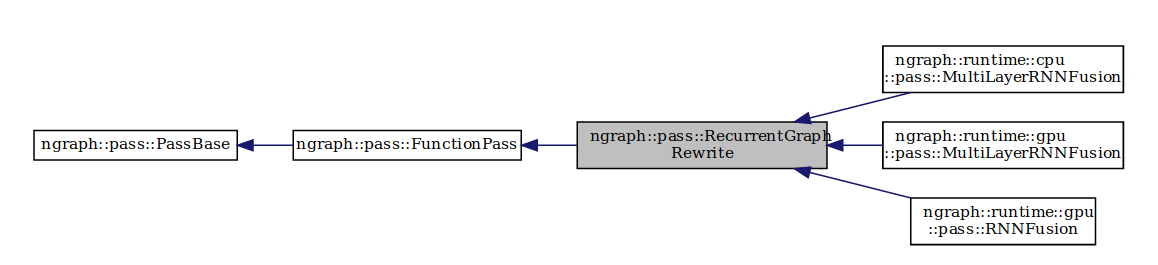 ngraph::pass::PassBase
ngraph::pass::FunctionPass
ngraph::pass::RecurrentGraph
Rewrite
ngraph::runtime::cpu
::pass::MultiLayerRNNFusion
ngraph::runtime::gpu
::pass::MultiLayerRNNFusion
ngraph::runtime::gpu
::pass::RNNFusion